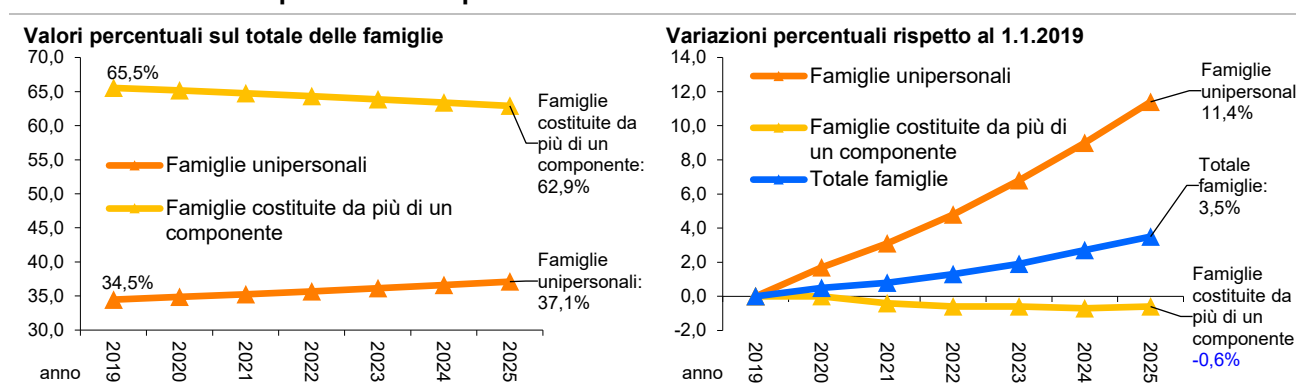 Valori percentuali sul totale delle famiglie
70,0
65,0
60,0
55,0
50,0
45,0
40,0
35,0
30,0
65,5%
34,5%
Famiglie unipersonali
Famiglie costituite da più di un
componente
Famiglie
costituite da
più di un
componente:
62,9%
Famiglie
unipersonali:
37,1%
anno
2019
2020
2021
2022
2023
2024
2025
Variazioni percentuali rispetto al 1.1.2019
14,0
12,0
10,0
8,0
6,0
4,0
2,0
0,0
-2,0
Famiglie unipersonali
Famiglie costituite da più di
un componente
Totale famiglie
Famiglie
unipersonal
11,4%
Totale
famiglie:
3,5%
Famiglie
costituite da
più di un
componente
-0,6%
anno
2019
2020
2021
2022
2023
2024
2025